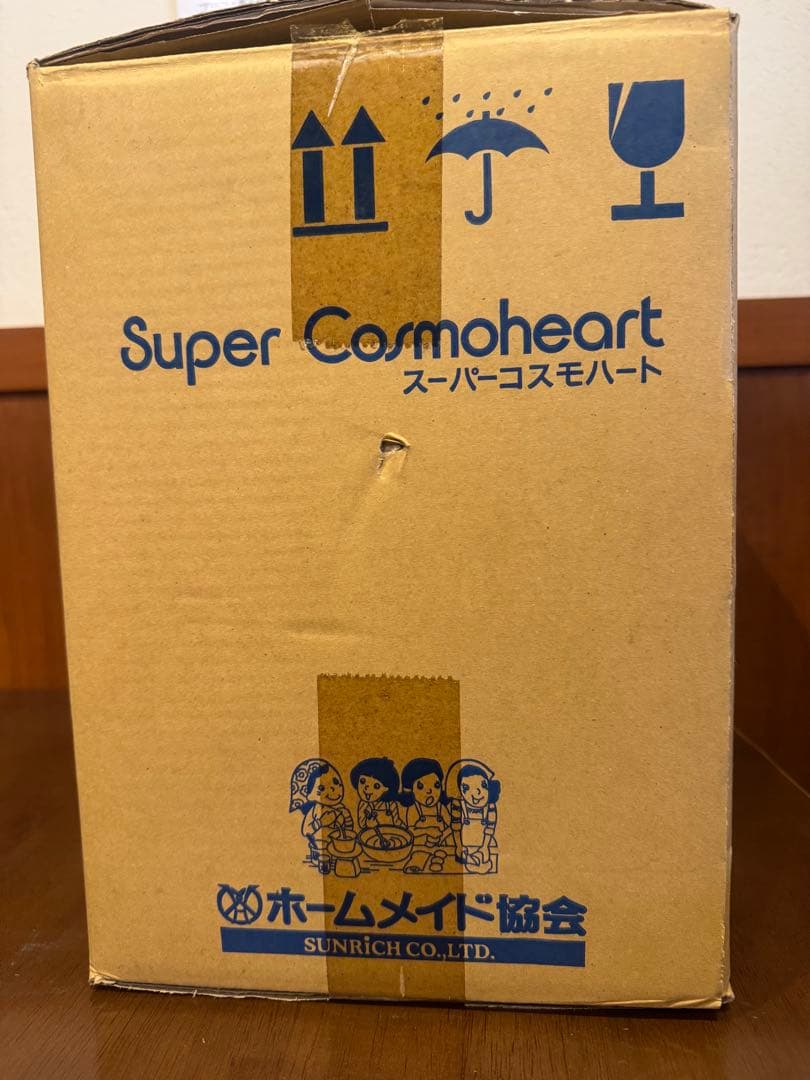 Super Cosmoheart
スーパーコスモハート
ホームメイド協会
SUNRiCH CO.,LTD.